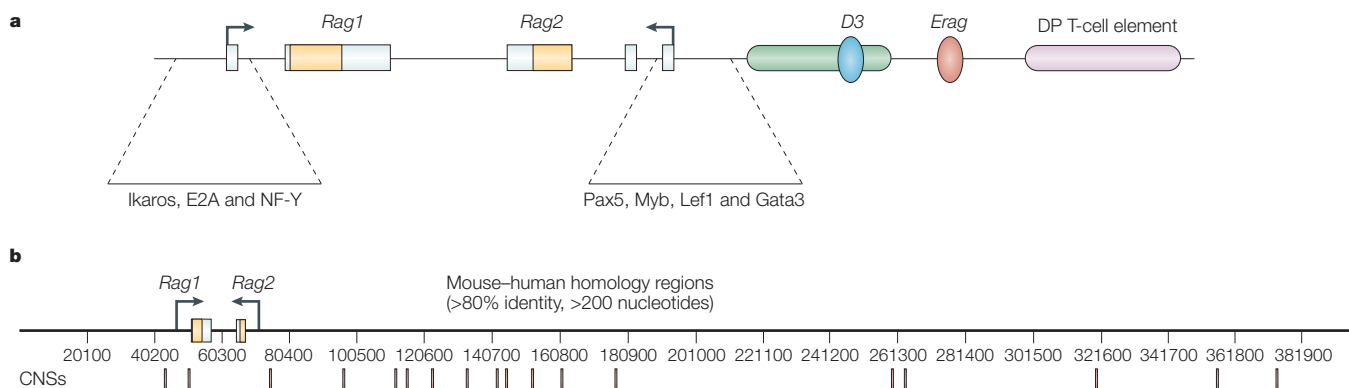 a
Rag1
Rag2
D3
Erag
DP T-cell element
Ikaros, E2A and NF-Y
Pax5, Myb, Lef1 and Gata3
b
Rag1
Rag2
Mouse–human homology regions
(>80% identity, >200 nucleotides)
20100 40200 60300 80400 100500 120600 140700 160800 180900 201000 221100 241200 261300 281400 301500 321600 341700 361800 381900
CNSs